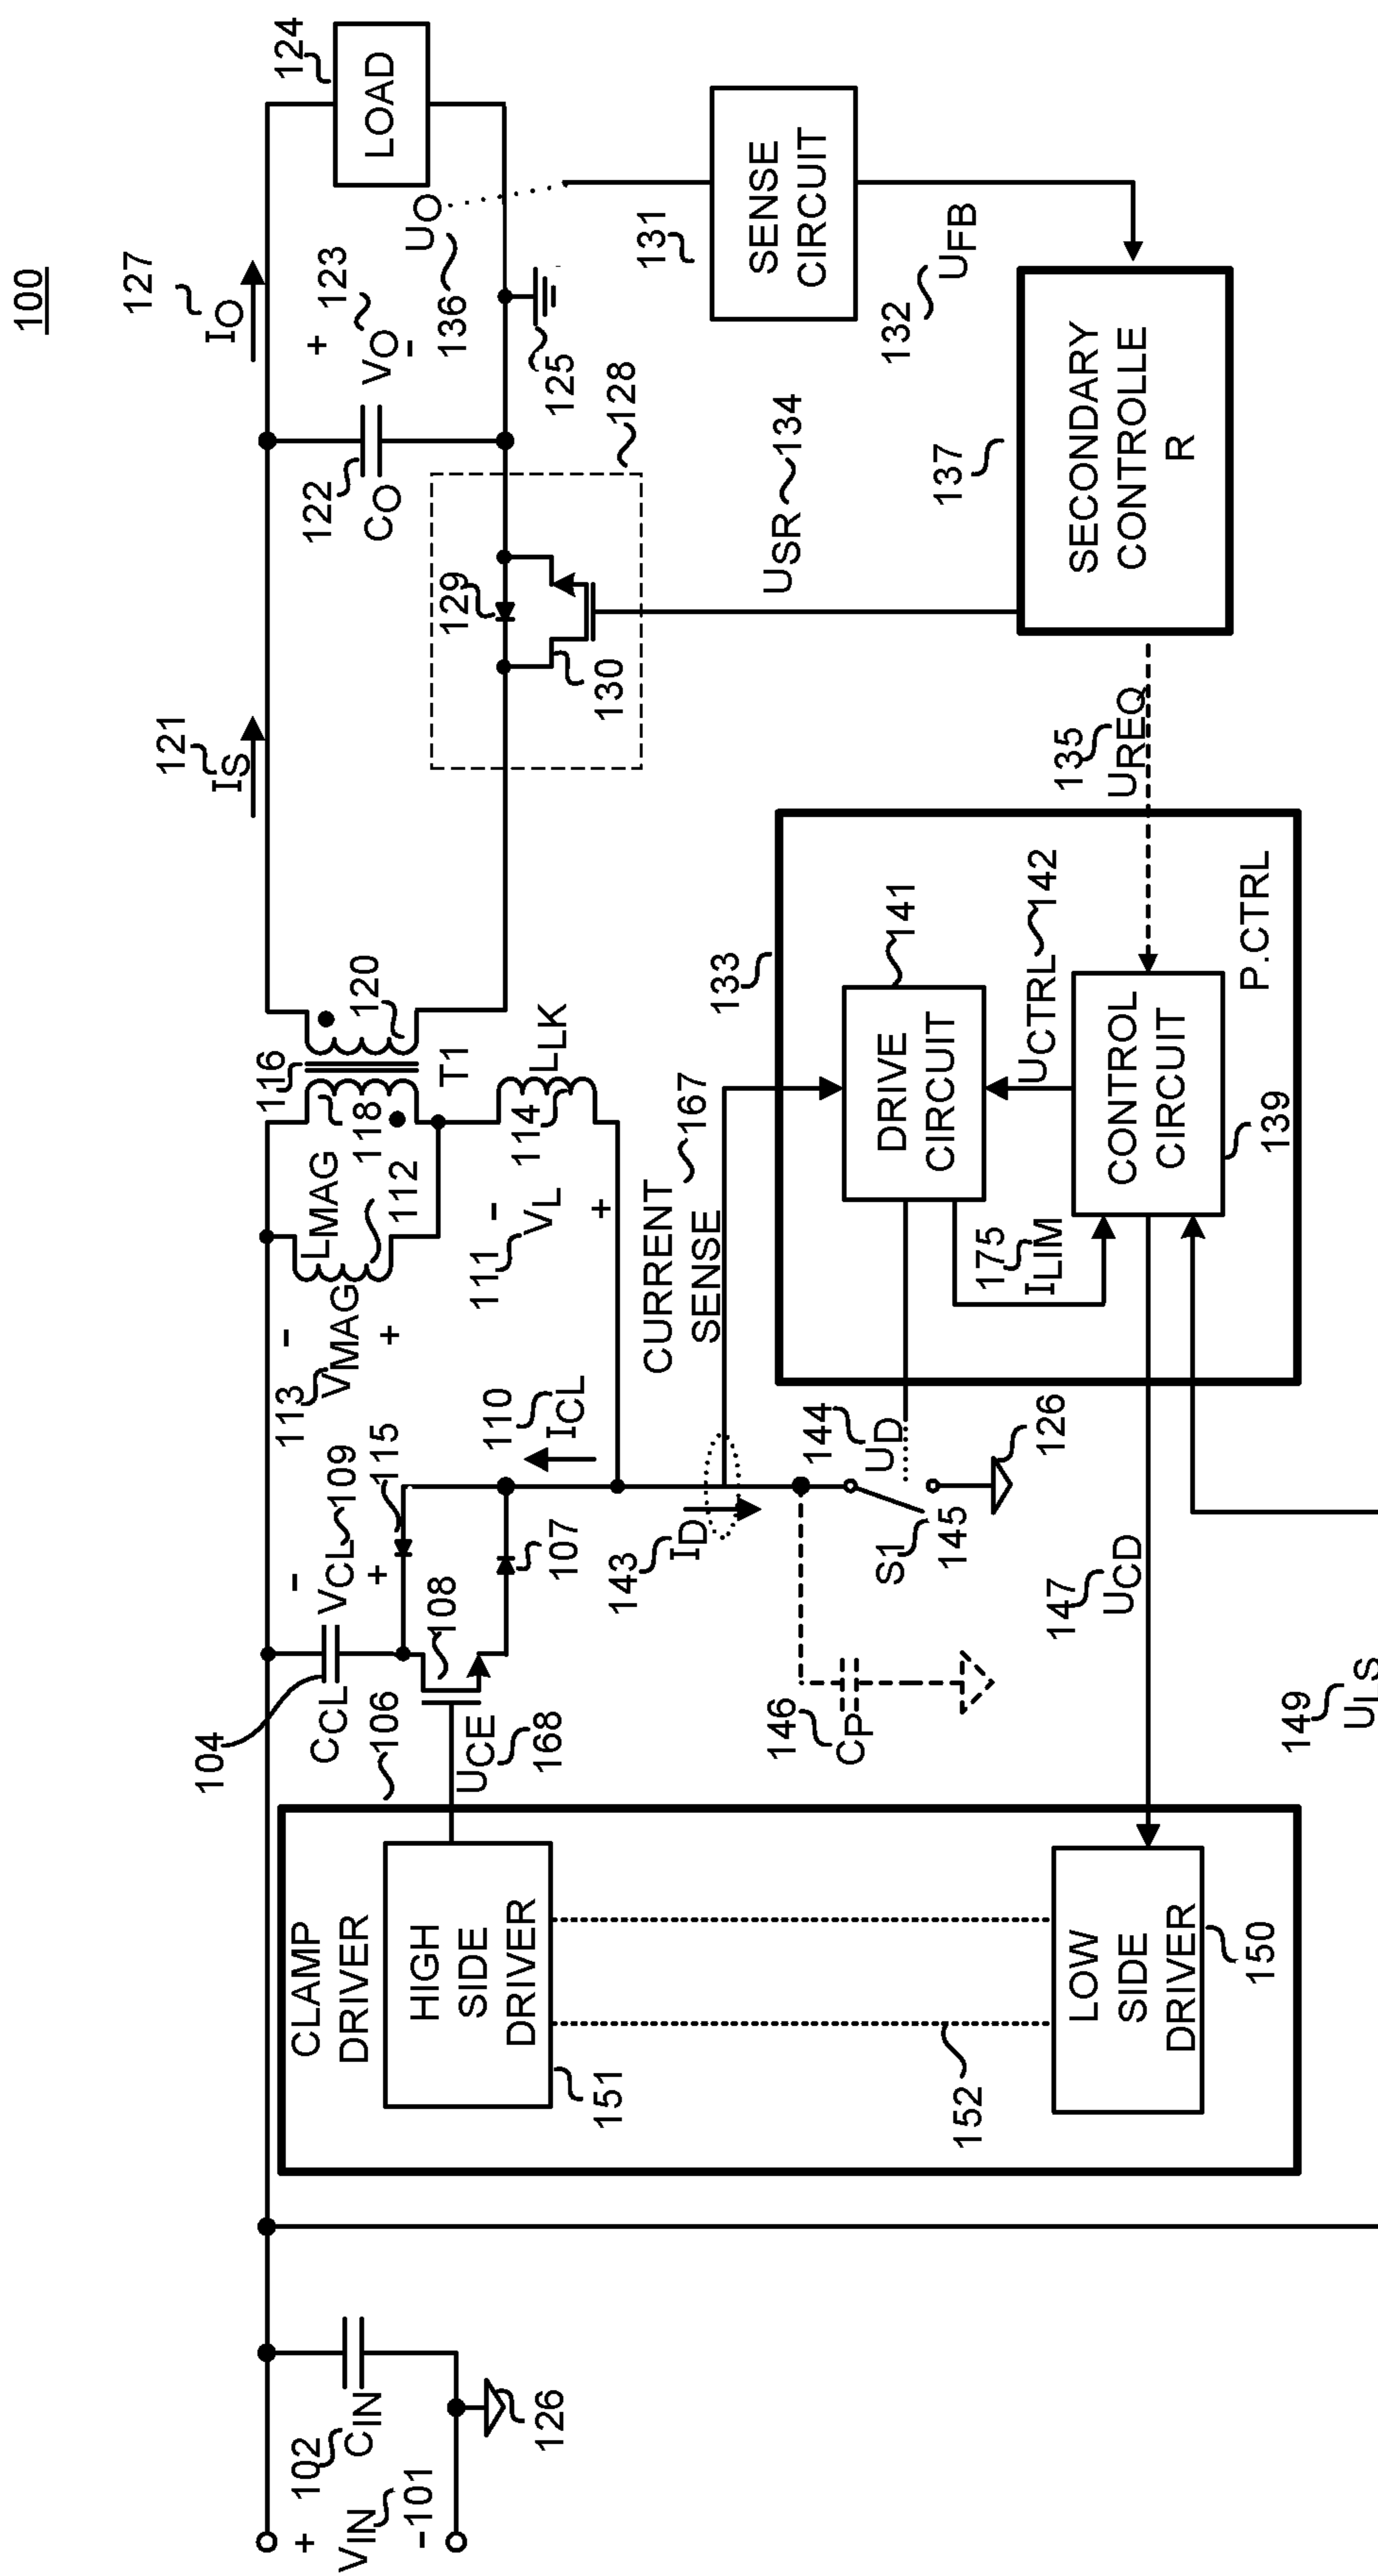 100
127
IO
121
IS
124
LOAD
+
VO
123
-
122
CO
UO
136
125
128
129
130
131
SENSE
CIRCUIT
132
UFB
USR
134
137
SECONDARY
CONTROLLE
R
135
UREQ
116
118
120
T1
LMAG
112
114
LLK
-
VMAG
113
+
-
111
VL
+
110
ICL
CURRENT
SENSE
167
133
DRIVE
CIRCUIT
141
UCTRL
142
CONTROL
CIRCUIT
139
P.CTRL
175
ILIM
104
CCL
-
VCL
109
+
115
108
107
106
UCE
168
143
ID
144
UD
S1
145
126
146
CP
147
UCD
149
ULS
CLAMP
DRIVER
HIGH
SIDE
DRIVER
151
152
LOW
SIDE
DRIVER
150
+
VIN
-
101
102
CIN
126